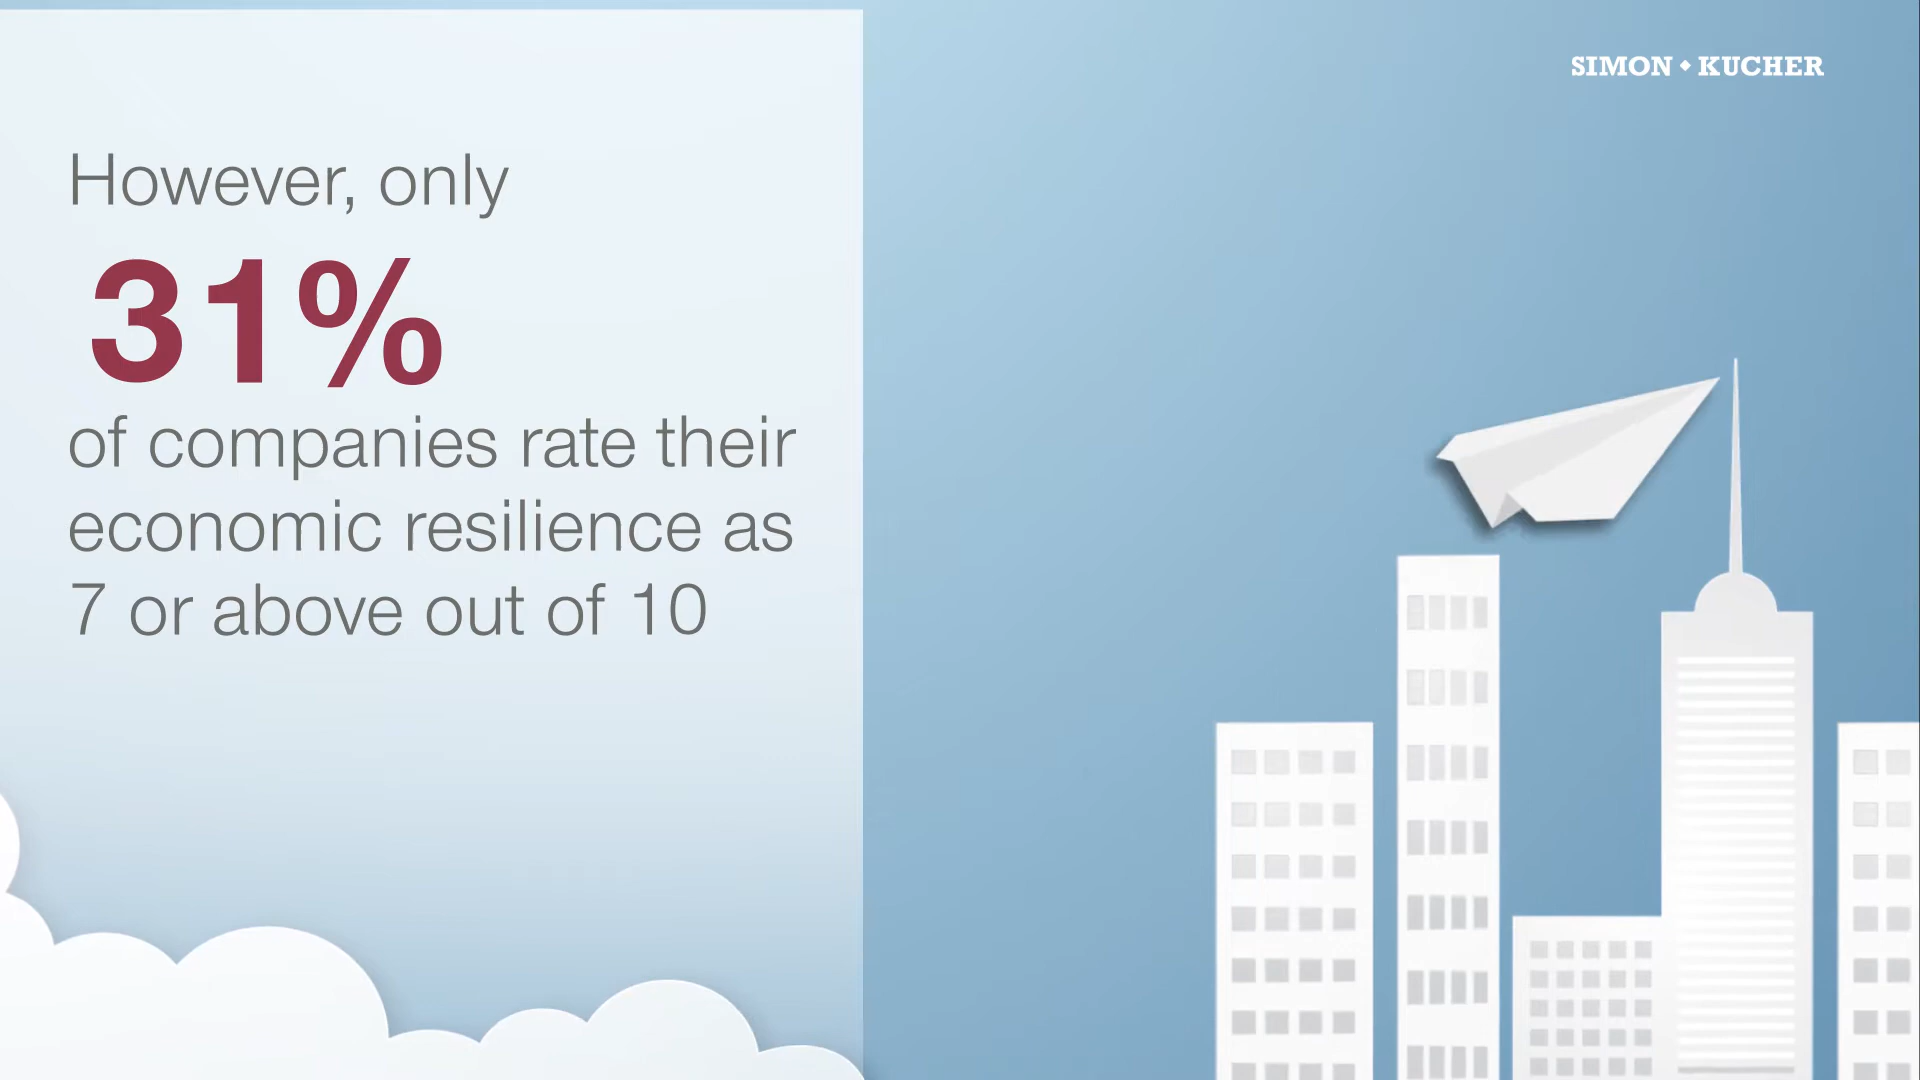 SIMON ◆ KUCHER
However, only
31%
of companies rate their
economic resilience as
7 or above out of 10